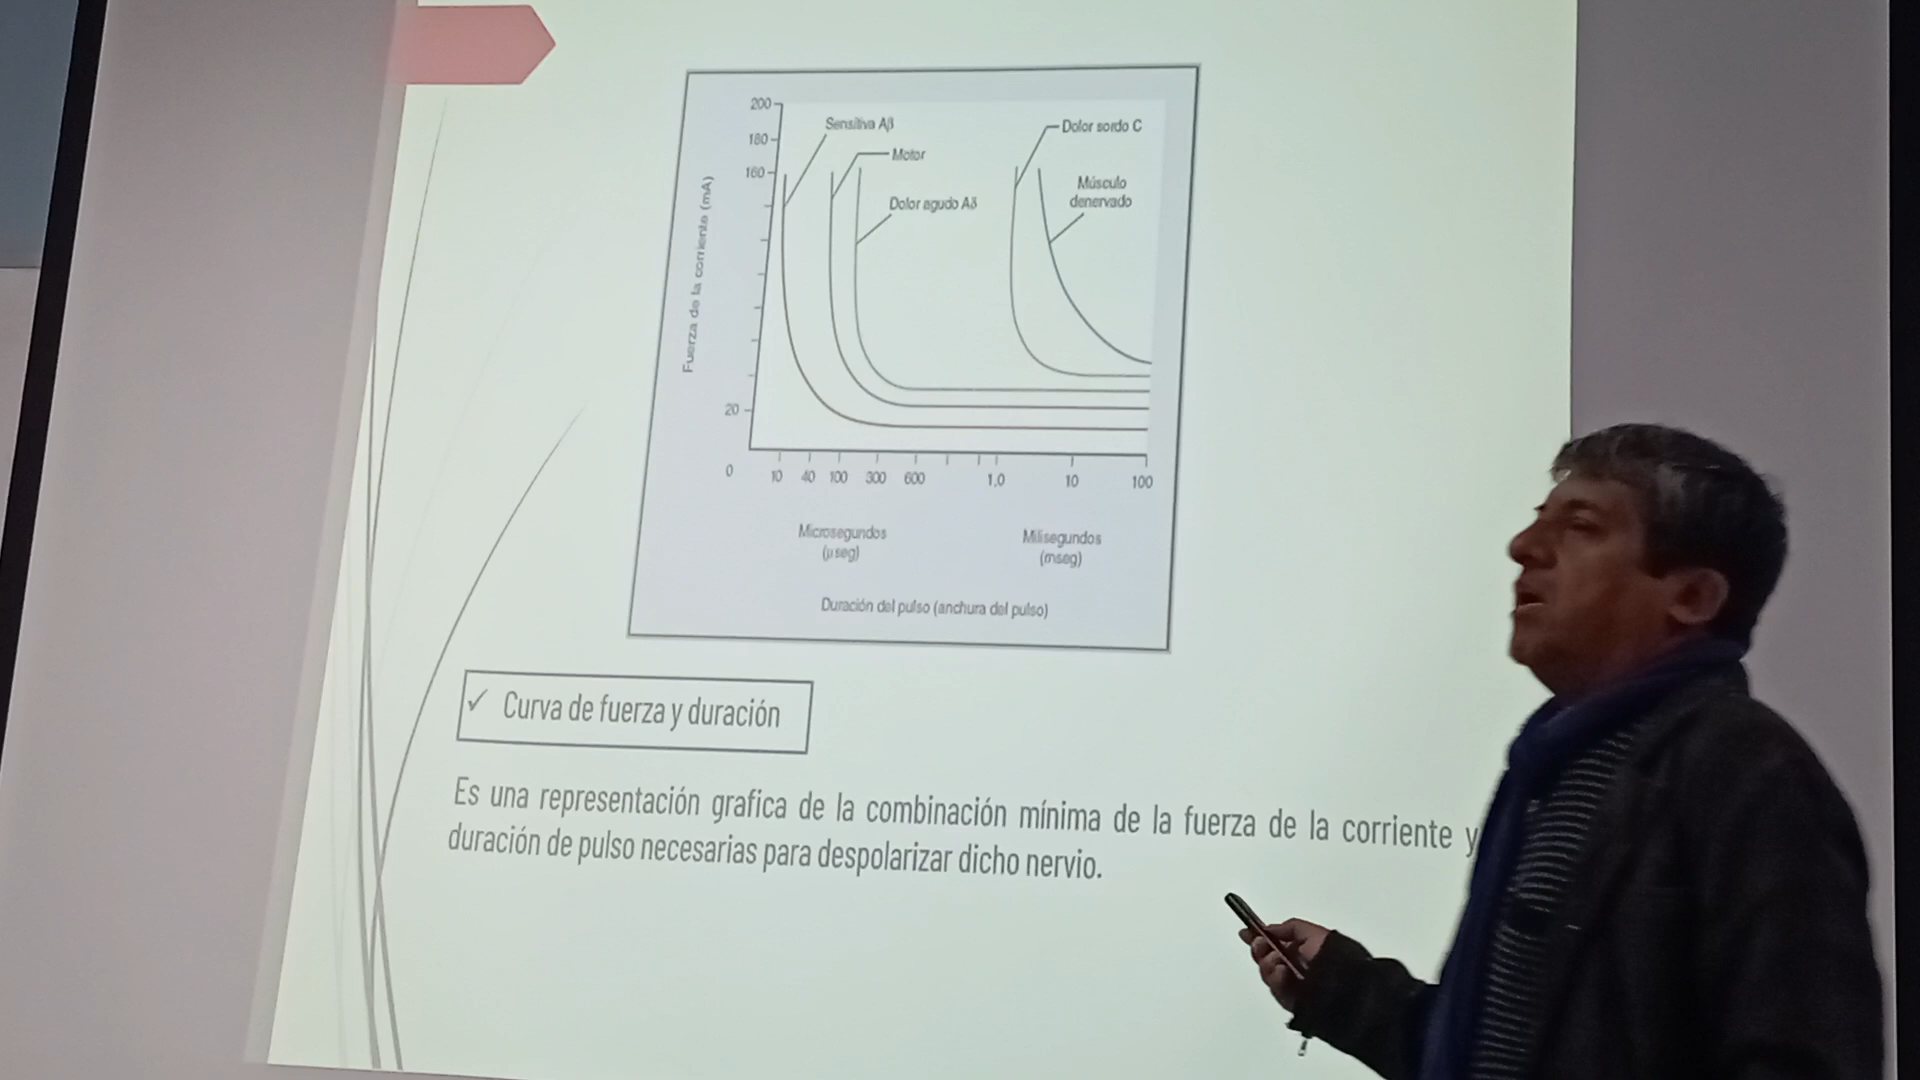 200
Sensitiva Aβ
Dolor sordo C
180
Motor
160
Músculo
denervado
Dolor agudo Aδ
Fuerza de la corriente (mA)
20
0 10 40 100 300 600 1,0 10 100
Microsegundos
(μseg)
Milisegundos
(mseg)
Duración del pulso (anchura del pulso)
✓ Curva de fuerza y duración
Es una representación grafica de la combinación mínima de la fuerza de la corriente y
duración de pulso necesarias para despolarizar dicho nervio.